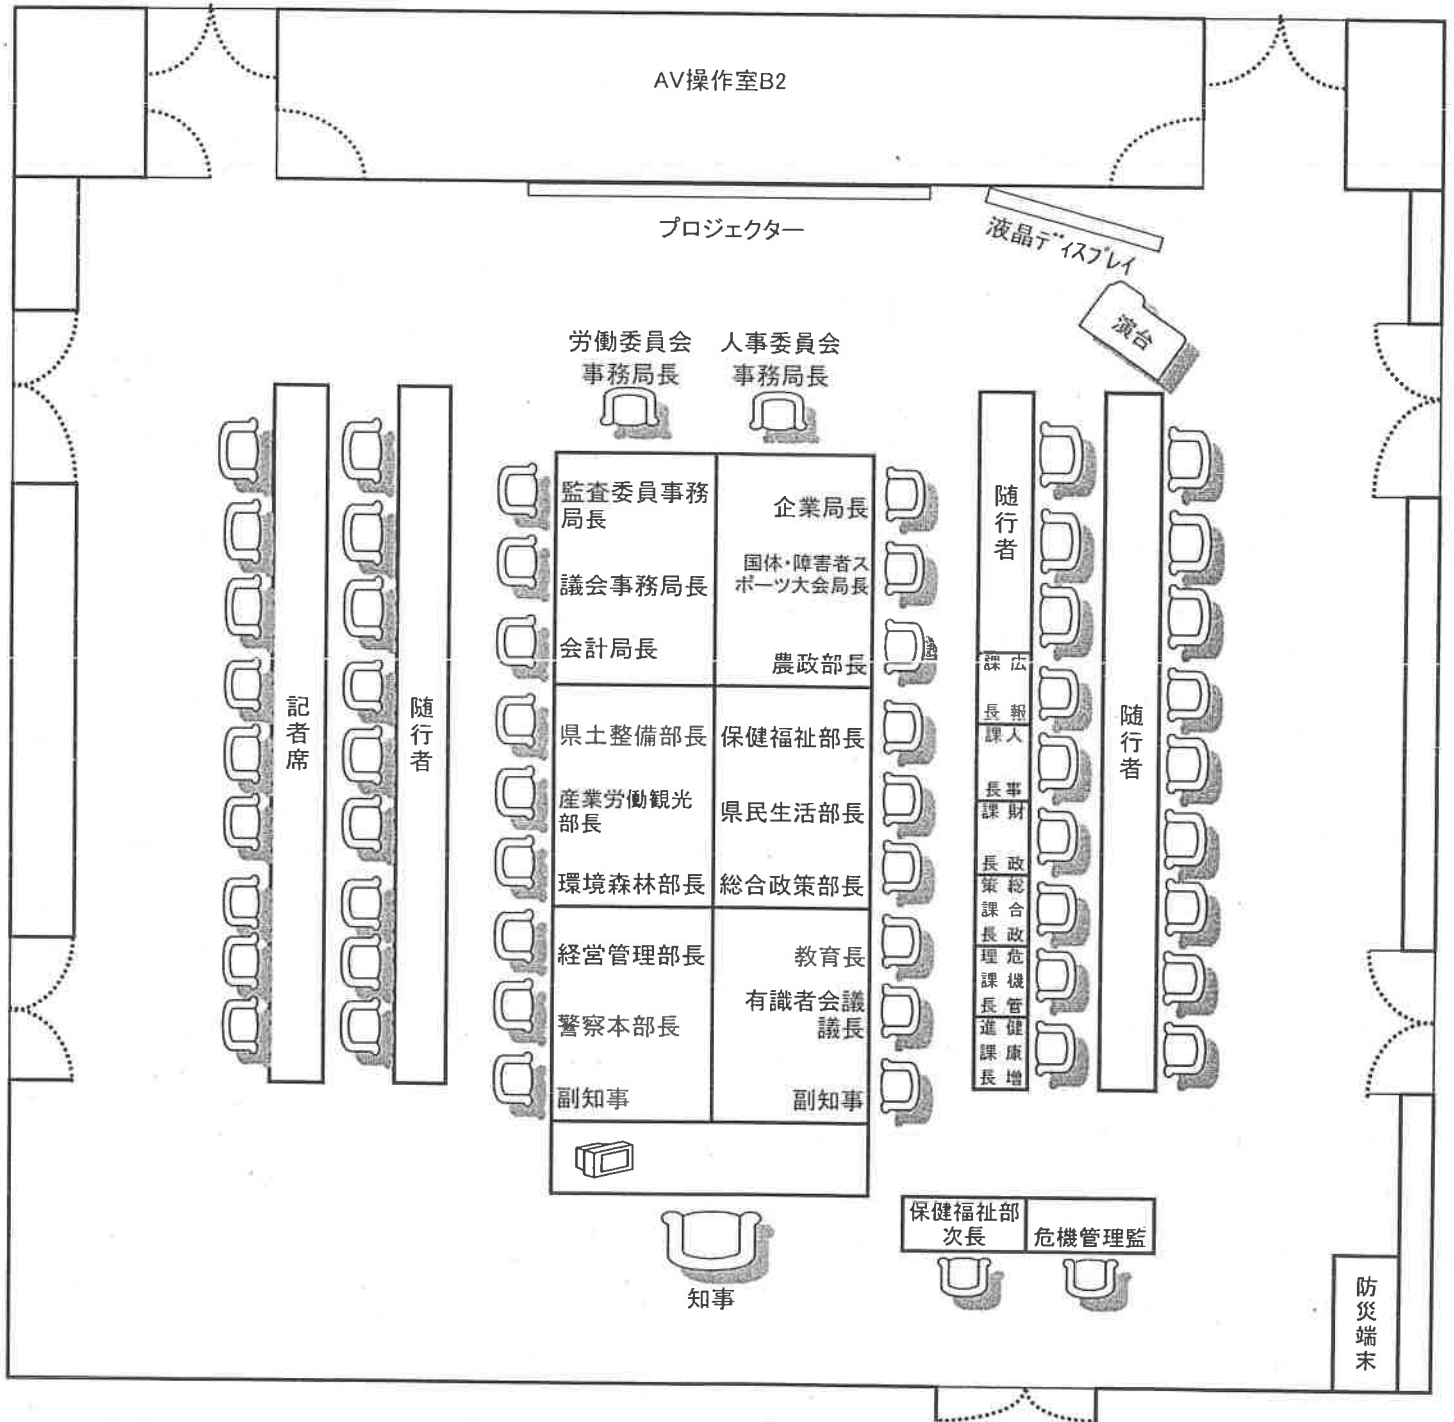 AV操作室B2
プロジェクター
液晶ディスプレイ
演台
労働委員会
事務局長
人事委員会
事務局長
監査委員事務
局長
議会事務局長
会計局長
県土整備部長
産業労働観光
部長
環境森林部長
経営管理部長
警察本部長
副知事
企業局長
国体・障害者ス
ポーツ大会局長
農政部長
保健福祉部長
県民生活部長
総合政策部長
教育長
有識者会議
議長
副知事
知事
記者席
随行者
随行者
広報
課長
人事
課長
財政
課長
総合政
策課長
危機管
理課長
健康増
進課長
随行者
保健福祉部
次長
危機管理監
防災端末